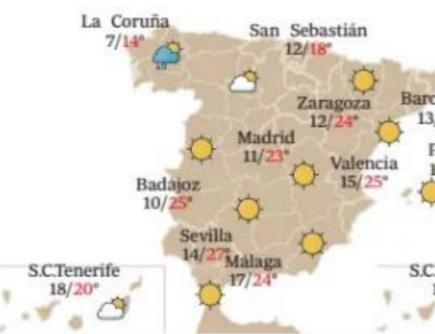 La Coruña
7/14°
San Sebastián
12/18°
Zaragoza
12/24°
Madrid
11/23°
Valencia
15/25°
Badajoz
10/25°
Sevilla
14/27°
Málaga
17/24°
S.C.Tenerife
18/20°
13/
S.C.